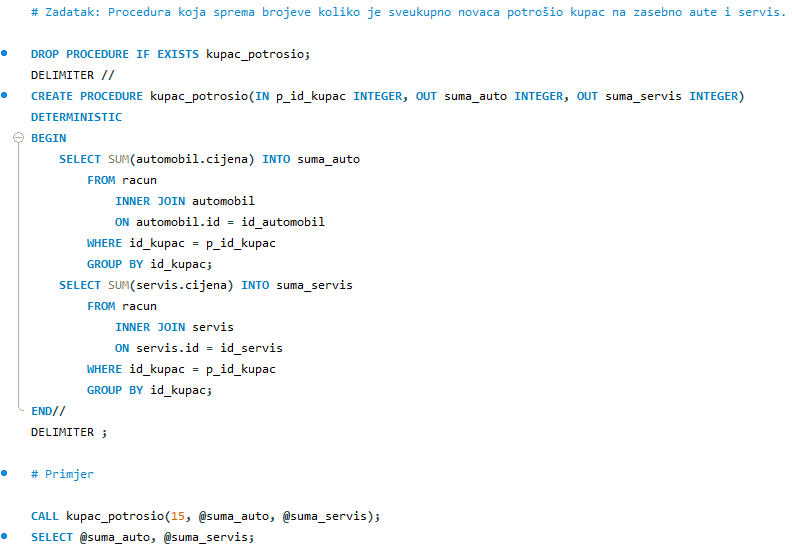 # Zadatak: Procedura koja sprema brojeve koliko je sveukupno novaca potrošio kupac na zasebno aute i servis.
DROP PROCEDURE IF EXISTS kupac_potrosio;
DELIMITER //
CREATE PROCEDURE kupac_potrosio(IN p_id_kupac INTEGER, OUT suma_auto INTEGER, OUT suma_servis INTEGER)
DETERMINISTIC
BEGIN
SELECT SUM(automobil.cijena) INTO suma_auto
FROM racun
INNER JOIN automobil
ON automobil.id = id_automobil
WHERE id_kupac = p_id_kupac
GROUP BY id_kupac;
SELECT SUM(servis.cijena) INTO suma_servis
FROM racun
INNER JOIN servis
ON servis.id = id_servis
WHERE id_kupac = p_id_kupac
GROUP BY id_kupac;
END//
DELIMITER ;
# Primjer
CALL kupac_potrosio(15, @suma_auto, @suma_servis);
SELECT @suma_auto, @suma_servis;